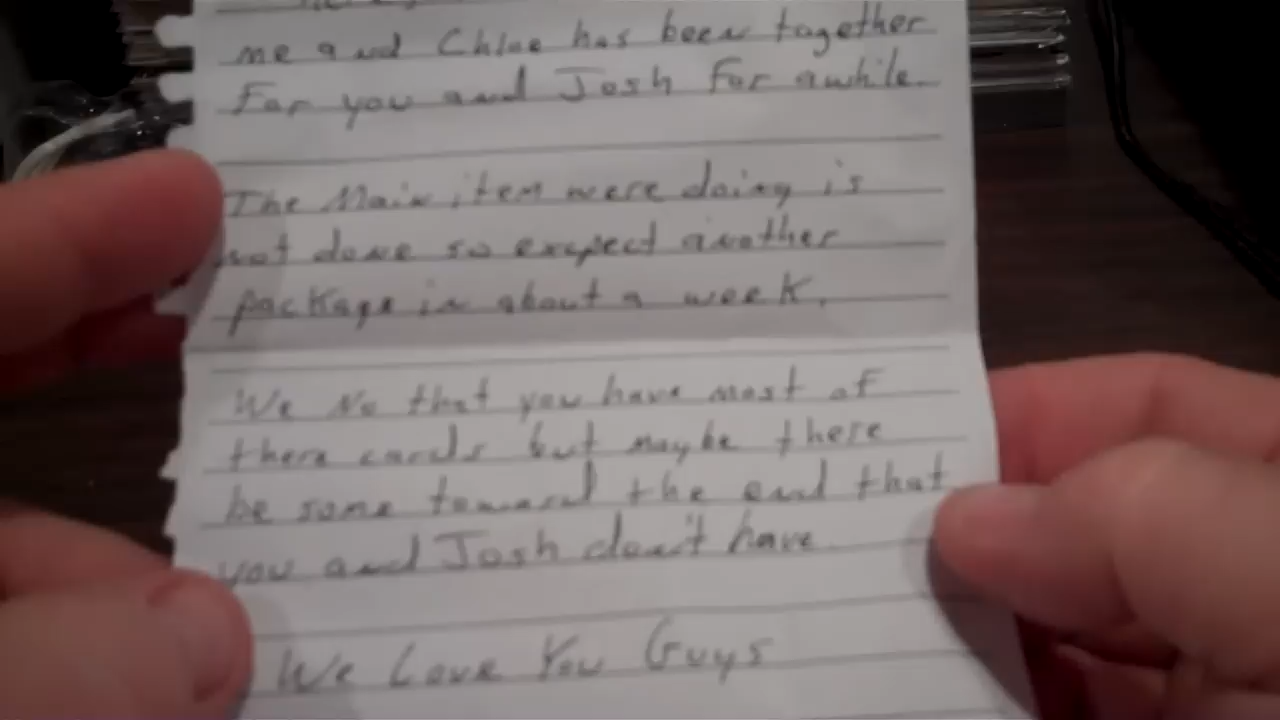 me and Chloe has been together
For you and Josh For awhile.
The Main item were doing is
not done so excpect another
package in about a week.
We No that you have most of
there cards but maybe there
be some toward the end that
you and Josh don't have
We Love You Guys